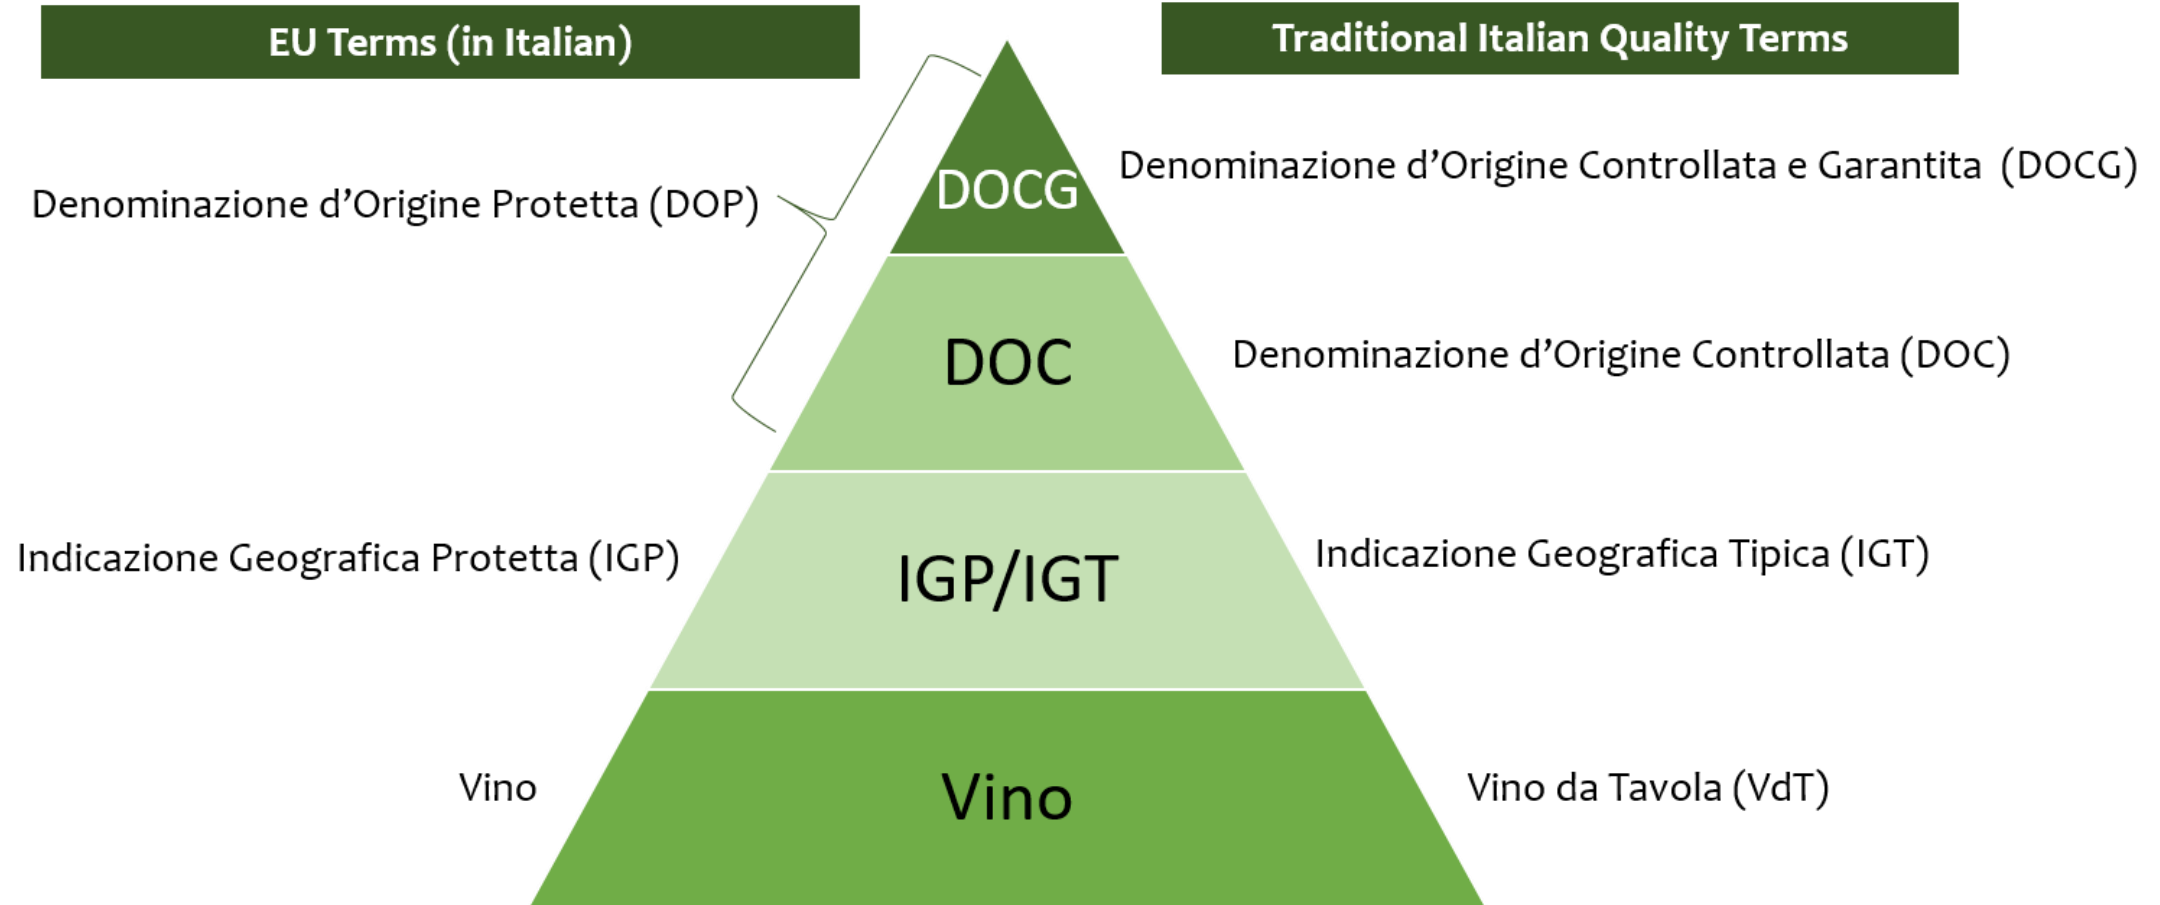 EU Terms (in Italian)
Traditional Italian Quality Terms
Denominazione d’Origine Protetta (DOP)
DOCG
Denominazione d’Origine Controllata e Garantita (DOCG)
DOC
Denominazione d’Origine Controllata (DOC)
Indicazione Geografica Protetta (IGP)
IGP/IGT
Indicazione Geografica Tipica (IGT)
Vino
Vino
Vino da Tavola (VdT)